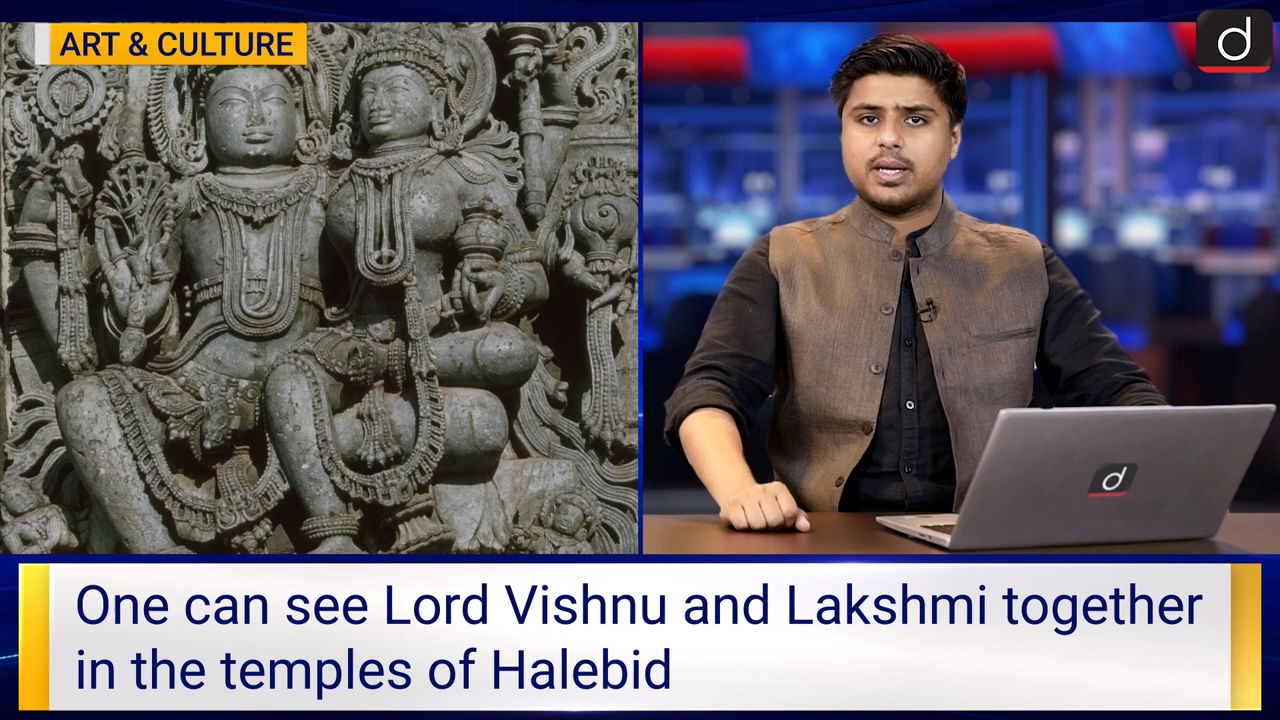 ART & CULTURE
d
One can see Lord Vishnu and Lakshmi together
in the temples of Halebid
d